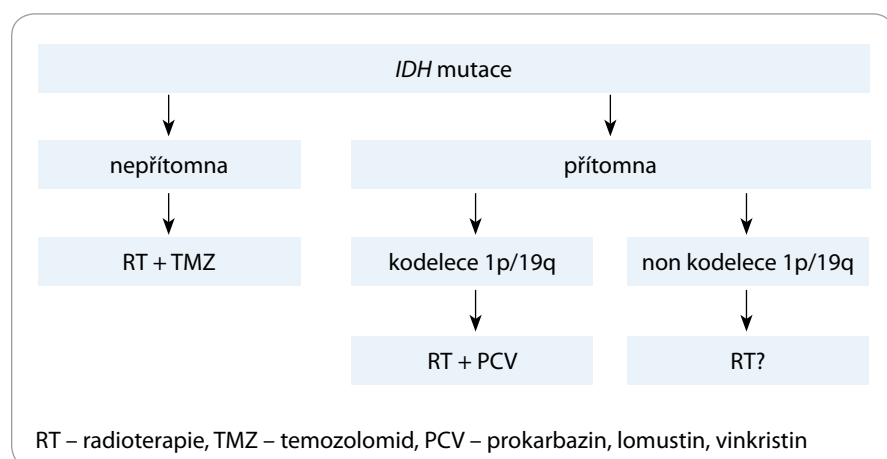 IDH mutace
nepřítomna
přítomna
RT + TMZ
kodelece 1p/19q
non kodelece 1p/19q
RT + PCV
RT?
RT – radioterapie, TMZ – temozolomid, PCV – prokarbazin, lomustin, vinkristin